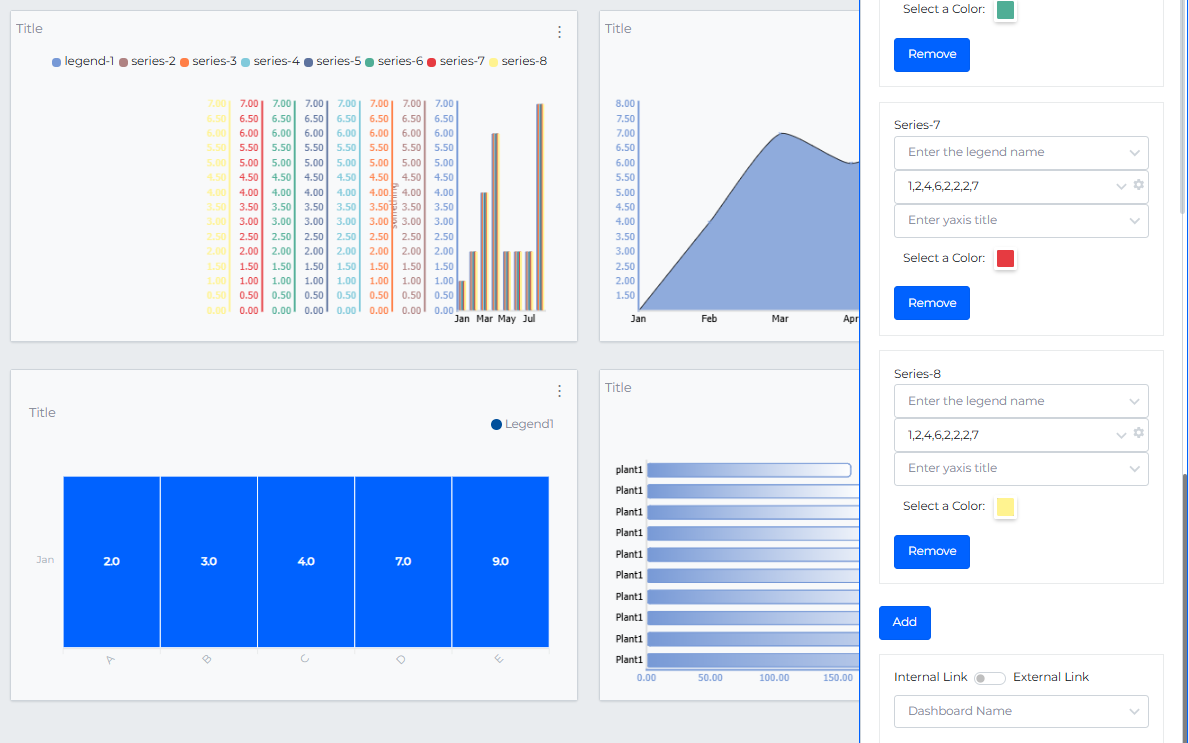 Title
legend-1 series-2 series-3 series-4 series-5 series-6 series-7 series-8
7.00 7.00 7.00 7.00 7.00 7.00 7.00 7.00
6.50 6.50 6.50 6.50 6.50 6.50 6.50 6.50
6.00 6.00 6.00 6.00 6.00 6.00 6.00 6.00
5.50 5.50 5.50 5.50 5.50 5.50 5.50 5.50
5.00 5.00 5.00 5.00 5.00 5.00 5.00 5.00
4.50 4.50 4.50 4.50 4.50 4.50 4.50 4.50
4.00 4.00 4.00 4.00 4.00 4.00 4.00 4.00
3.50 3.50 3.50 3.50 3.50 3.50 3.50 3.50
3.00 3.00 3.00 3.00 3.00 3.00 3.00 3.00
2.50 2.50 2.50 2.50 2.50 2.50 2.50 2.50
2.00 2.00 2.00 2.00 2.00 2.00 2.00 2.00
1.50 1.50 1.50 1.50 1.50 1.50 1.50 1.50
1.00 1.00 1.00 1.00 1.00 1.00 1.00 1.00
0.50 0.50 0.50 0.50 0.50 0.50 0.50 0.50
0.00 0.00 0.00 0.00 0.00 0.00 0.00 0.00
something
Jan Mar May Jul
Title
8.00
7.50
7.00
6.50
6.00
5.50
5.00
4.50
4.00
3.50
3.00
2.50
2.00
1.50
Jan Feb Mar Apr
Title
Legend1
Jan
2.0 3.0 4.0 7.0 9.0
A B C D E
Title
plant1
Plant1
Plant1
Plant1
Plant1
Plant1
Plant1
Plant1
Plant1
Plant1
0.00 50.00 100.00 150.00
Select a Color:
Remove
Series-7
Enter the legend name
1,2,4,6,2,2,2,7
Enter yaxis title
Select a Color:
Remove
Series-8
Enter the legend name
1,2,4,6,2,2,2,7
Enter yaxis title
Select a Color:
Remove
Add
Internal Link External Link
Dashboard Name